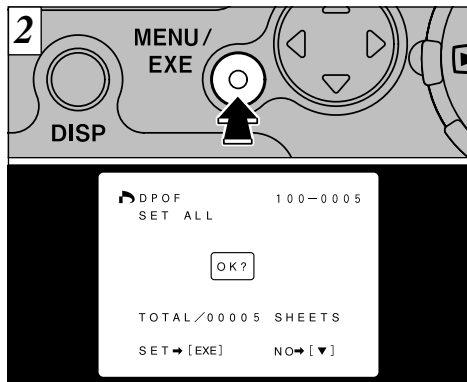 2
MENU/
EXE
DISP
DPOF 100-0005
SET ALL
OK?
TOTAL/00005 SHEETS
SET➡[EXE] NO➡[▼]